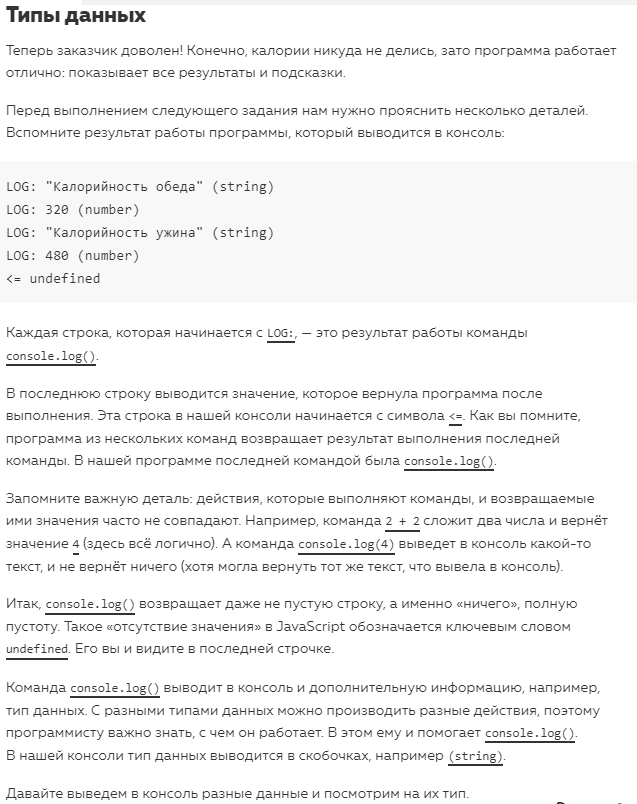 Типы данных
Теперь заказчик доволен! Конечно, калории никуда не делись, зато программа работает
отлично: показывает все результаты и подсказки.
Перед выполнением следующего задания нам нужно прояснить несколько деталей.
Вспомните результат работы программы, который выводится в консоль:
LOG: "Калорийность обеда" (string)
LOG: 320 (number)
LOG: "Калорийность ужина" (string)
LOG: 480 (number)
<= undefined
Каждая строка, которая начинается с LOG:, — это результат работы команды
console.log().
В последнюю строку выводится значение, которое вернула программа после
выполнения. Эта строка в нашей консоли начинается с символа <=. Как вы помните,
программа из нескольких команд возвращает результат выполнения последней
команды. В нашей программе последней командой была console.log().
Запомните важную деталь: действия, которые выполняют команды, и возвращаемые
ими значения часто не совпадают. Например, команда 2 + 2 сложит два числа и вернёт
значение 4 (здесь всё логично). А команда console.log(4) выведет в консоль какой-то
текст, и не вернёт ничего (хотя могла вернуть тот же текст, что вывела в консоль).
Итак, console.log() возвращает даже не пустую строку, а именно «ничего», полную
пустоту. Такое «отсутствие значения» в JavaScript обозначается ключевым словом
undefined. Его вы и видите в последней строчке.
Команда console.log() выводит в консоль и дополнительную информацию, например,
тип данных. С разными типами данных можно производить разные действия, поэтому
программисту важно знать, с чем он работает. В этом ему и помогает console.log().
В нашей консоли тип данных выводится в скобочках, например (string).
Давайте выведем в консоль разные данные и посмотрим на их тип.